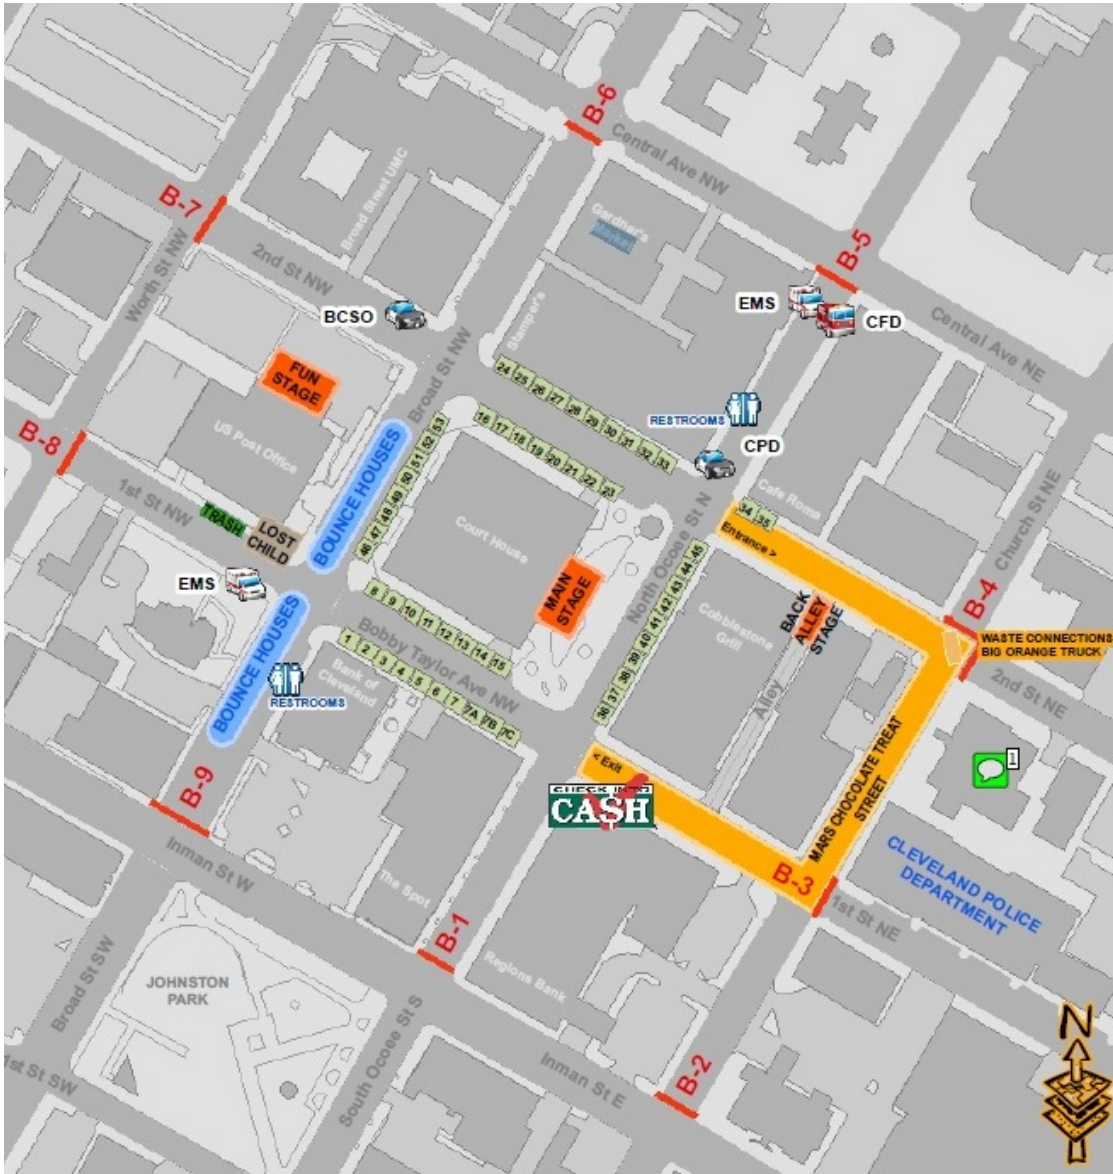 B-6
Central Ave NW
B-7
Broad Street UMC
Gardner's
Market
Worth St NW
2nd St NW
B-5
EMS
CFD
BCSO
Stamper's
Central Ave NE
FUN
STAGE
Broad St NW
24 25 26 27 28 29 30 31 32 33
RESTROOMS
CPD
B-8
US Post Office
BOUNCE HOUSES
53
52
51
50
49
48
47
46
16 17 18 19 20 21 22 23
Cafe Roma
34 35
Entrance >
1st St NW
TRASH
LOST
CHILD
Court House
North Ocoee St N
Church St NE
EMS
MAIN
STAGE
45
44
43
42
41
40
39
38
37
36
Cobblestone
Grill
BACK
ALLEY
STAGE
Alley
B-4
WASTE CONNECTIONS
BIG ORANGE TRUCK
2nd St NE
8 9 10 11 12 13 14 15
Bobby Taylor Ave NW
1 2 3 4 5 6 7 7A 7B 7C
BOUNCE HOUSES
RESTROOMS
Bank of
Cleveland
< Exit
CHECK INTO
CA$H
MARS CHOCOLATE TREAT
STREET
1
B-9
B-3
CLEVELAND POLICE
DEPARTMENT
1st St NE
Inman St W
The Spot
B-1
Regions Bank
Broad St SW
JOHNSTON
PARK
1st St SW
South Ocoee St S
Inman St E
B-2
N